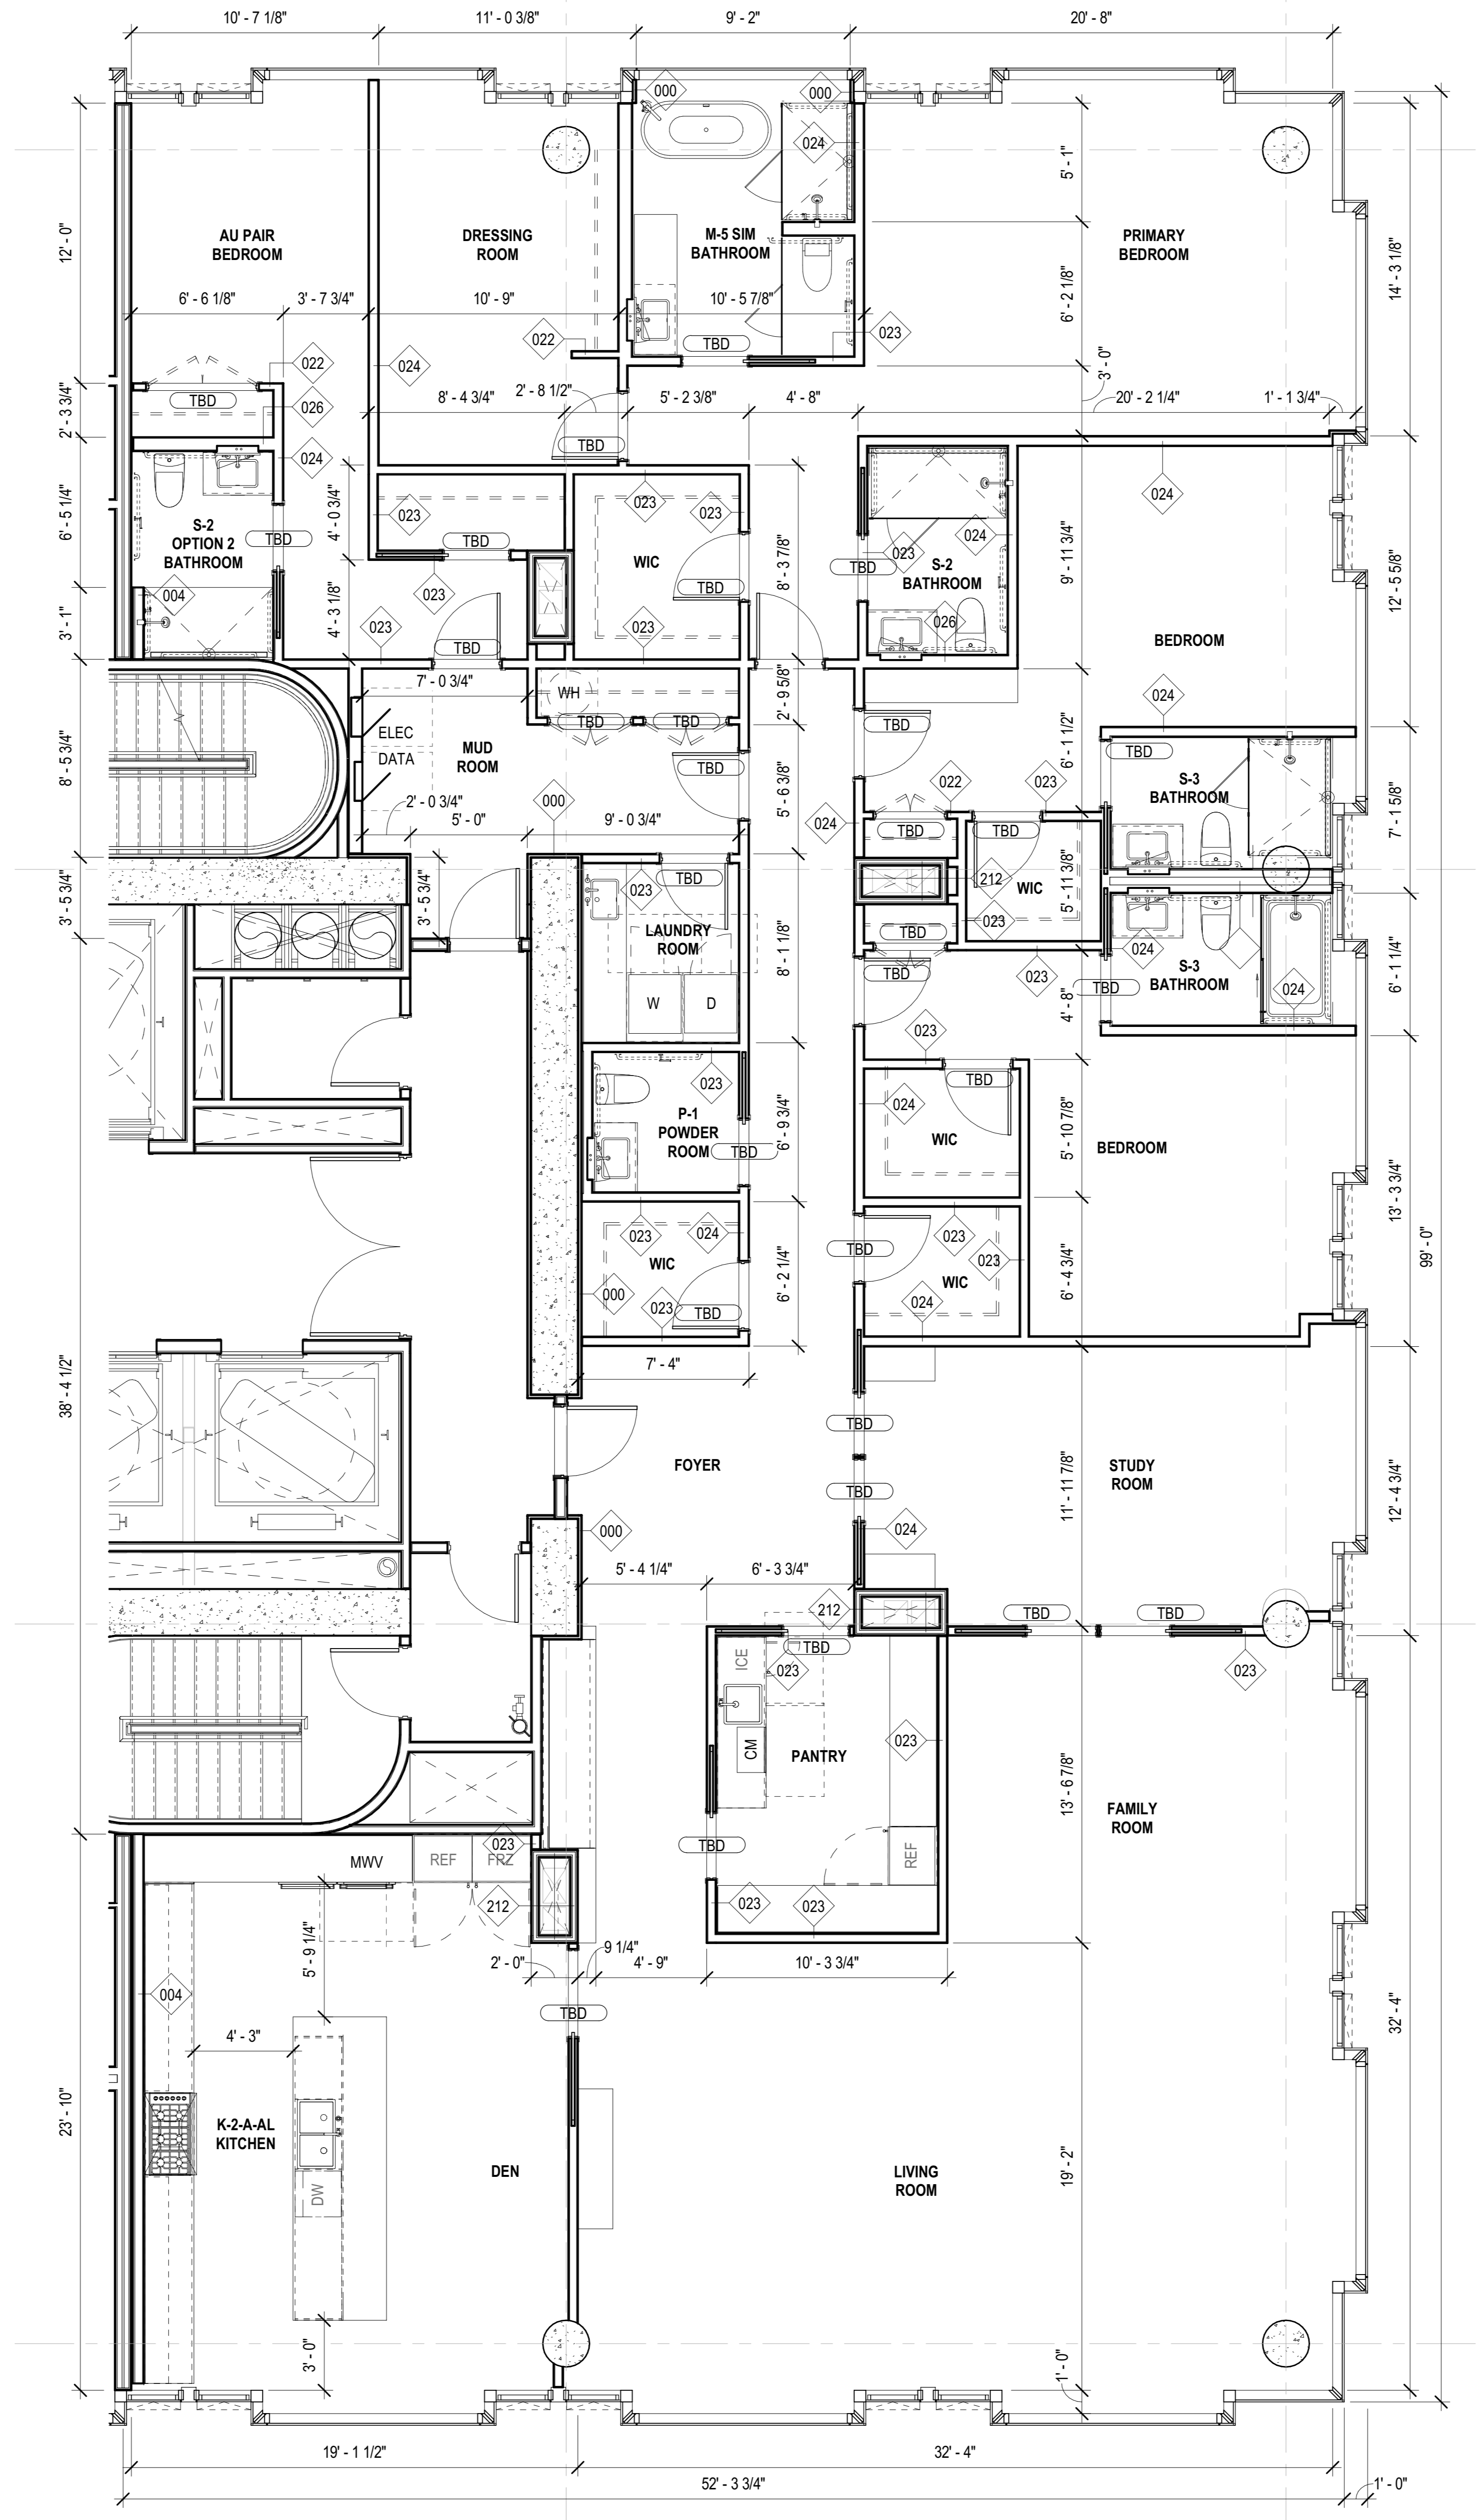 10' - 7 1/8"
11' - 0 3/8"
9' - 2"
20' - 8"
000
000
024
5' - 1"
12' - 0"
AU PAIR
BEDROOM
DRESSING
ROOM
M-5 SIM
BATHROOM
PRIMARY
BEDROOM
14' - 3 1/8"
6' - 6 1/8"
3' - 7 3/4"
10' - 9"
10' - 5 7/8"
6' - 2 1/8"
022
TBD
023
022
024
3' - 0"
2' - 3 3/4"
TBD
026
8' - 4 3/4"
2' - 8 1/2"
5' - 2 3/8"
4' - 8"
20' - 2 1/4"
1' - 1 3/4"
TBD
024
6' - 5 1/4"
S-2
OPTION 2
BATHROOM
TBD
4' - 0 3/4"
023
TBD
023
023
WIC
TBD
8' - 3 7/8"
023
TBD
S-2
BATHROOM
024
024
9' - 11 3/4"
12' - 5 5/8"
3' - 1"
004
4' - 3 1/8"
023
023
TBD
023
026
BEDROOM
7' - 0 3/4"
WH
2' - 9 5/8"
024
8' - 5 3/4"
ELEC
DATA
MUD
ROOM
TBD
TBD
TBD
TBD
TBD
6' - 1 1/2"
5' - 6 3/8"
2' - 0 3/4"
5' - 0"
000
9' - 0 3/4"
024
022
023
TBD
TBD
S-3
BATHROOM
7' - 1 5/8"
3' - 5 3/4"
3' - 5 3/4"
023
TBD
212
WIC
023
5' - 11 3/8"
LAUNDRY
ROOM
W
D
8' - 1 1/8"
TBD
TBD
023
024
S-3
BATHROOM
024
TBD
4' - 8"
6' - 1 1/4"
023
023
P-1
POWDER
ROOM
TBD
6' - 9 3/4"
TBD
024
WIC
5' - 10 7/8"
BEDROOM
13' - 3 3/4"
99' - 0"
023
024
WIC
000
023
TBD
6' - 2 1/4"
TBD
023
023
WIC
024
6' - 4 3/4"
38' - 4 1/2"
7' - 4"
TBD
FOYER
TBD
STUDY
ROOM
11' - 11 7/8"
12' - 4 3/4"
000
024
5' - 4 1/4"
6' - 3 3/4"
212
TBD
TBD
TBD
ICE
023
023
CM
PANTRY
023
13' - 6 7/8"
FAMILY
ROOM
023
TBD
REF
MWV
REF
FRZ
212
023
023
5' - 9 1/4"
2' - 0"
9 1/4"
4' - 9"
10' - 3 3/4"
004
TBD
4' - 3"
32' - 4"
23' - 10"
K-2-A-AL
KITCHEN
DW
DEN
LIVING
ROOM
19' - 2"
3' - 0"
1' - 0"
19' - 1 1/2"
32' - 4"
52' - 3 3/4"
1' - 0"